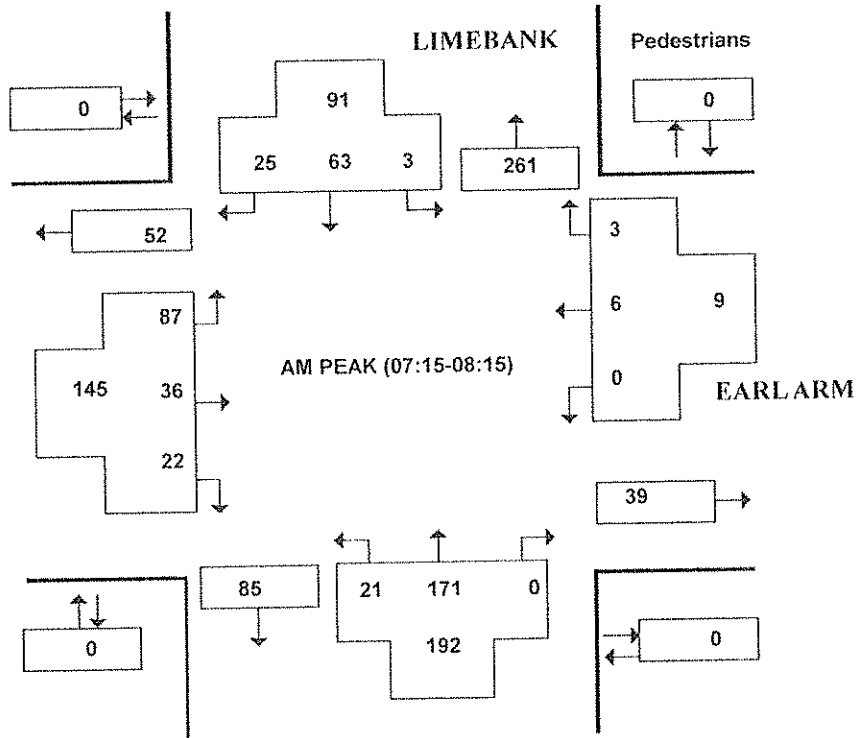 LIMEBANK
Pedestrians
0
91
0
25 63 3
261
52
3
6 9
0
87
145 36
22
AM PEAK (07:15-08:15)
EARL ARM
39
85
21 171 0
192
0
0